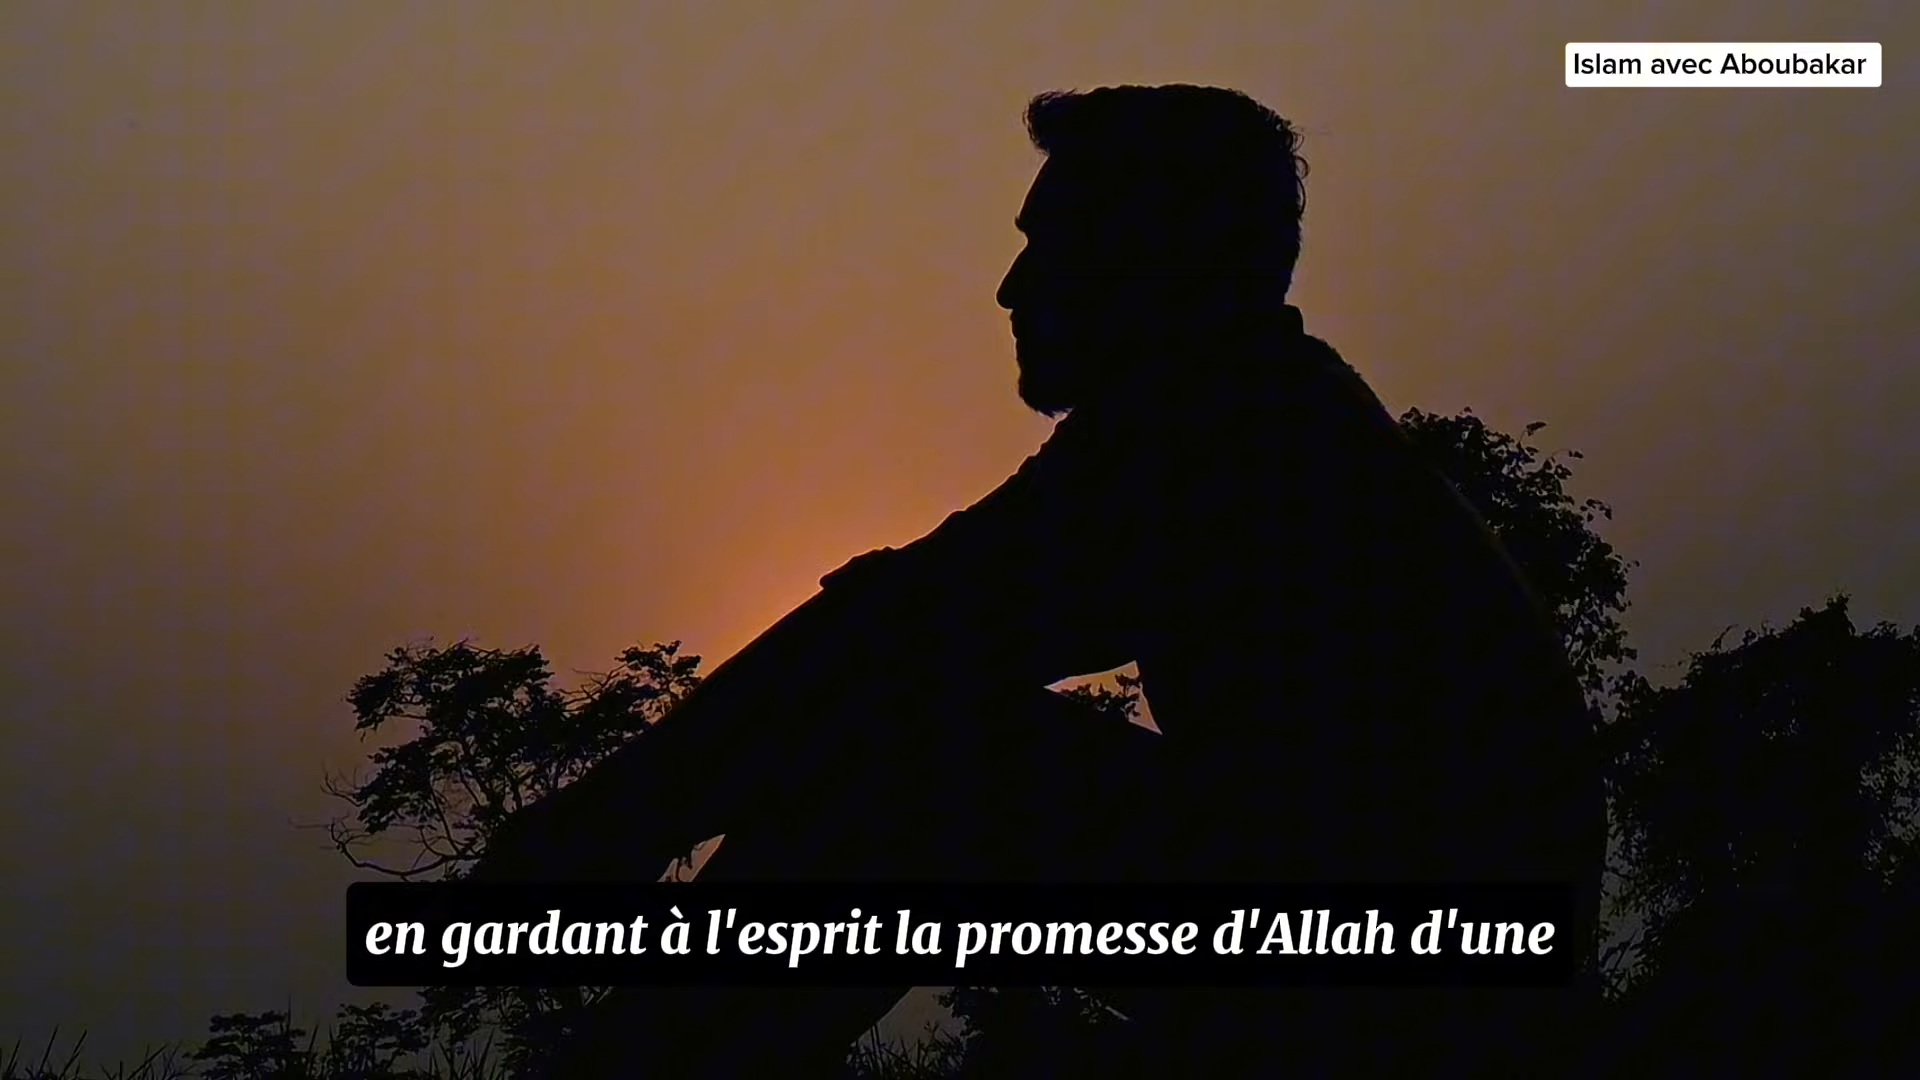 Islam avec Aboubakar
en gardant à l'esprit la promesse d'Allah d'une